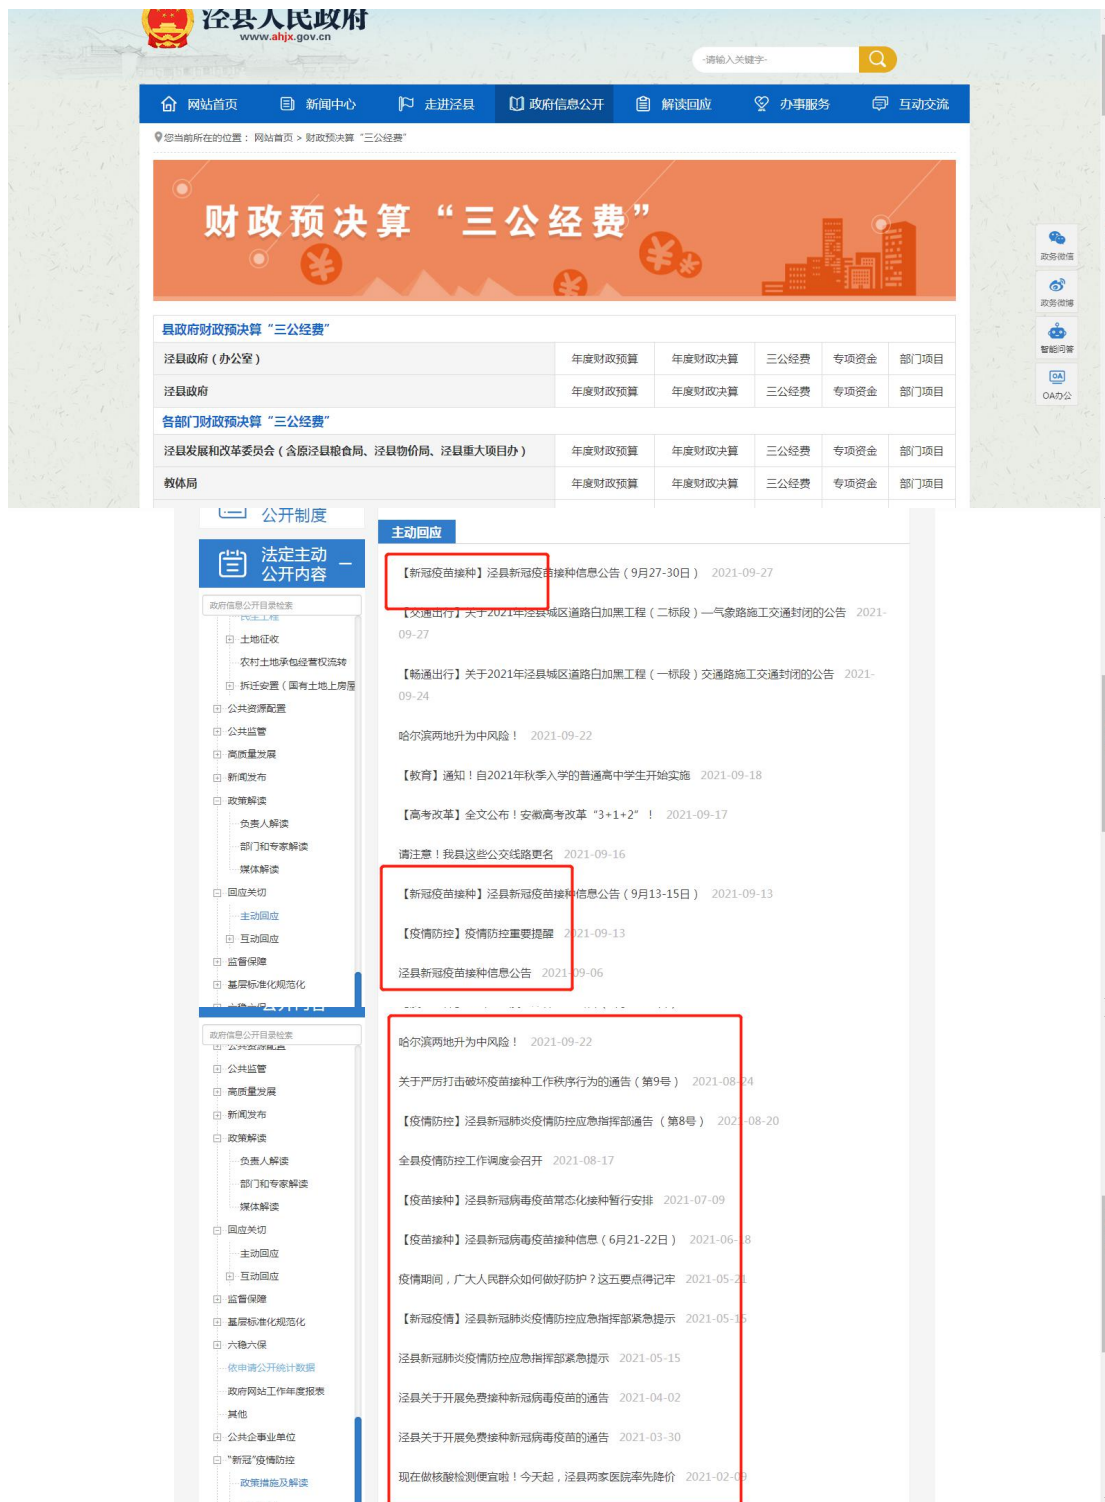 泾县人民政府
www.ahjx.gov.cn
-请输入关键字-
网站首页 新闻中心 走进泾县 政府信息公开 解读回应 办事服务 互动交流
您当前所在的位置： 网站首页 > 财政预决算“三公经费”
财政预决算“三公经费”
政务微信
政务微博
智能问答
OA
OA办公
县政府财政预决算“三公经费”
泾县政府（办公室） 年度财政预算 年度财政决算 三公经费 专项资金 部门项目
泾县政府 年度财政预算 年度财政决算 三公经费 专项资金 部门项目
各部门财政预决算“三公经费”
泾县发展和改革委员会（含原泾县粮食局、泾县物价局、泾县重大项目办） 年度财政预算 年度财政决算 三公经费 专项资金 部门项目
教体局 年度财政预算 年度财政决算 三公经费 专项资金 部门项目
公开制度
法定主动
公开内容
政府信息公开目录检索
民生工程
土地征收
农村土地承包经营权流转
拆迁安置（国有土地上房屋
公共资源配置
公共监管
高质量发展
新闻发布
政策解读
负责人解读
部门和专家解读
媒体解读
回应关切
主动回应
互动回应
监督保障
基层标准化规范化
六稳六保
主动回应
【新冠疫苗接种】泾县新冠疫苗接种信息公告（9月27-30日） 2021-09-27
【交通出行】关于2021年泾县城区道路白加黑工程（二标段）—气象路施工交通封闭的公告 2021-
09-27
【畅通出行】关于2021年泾县城区道路白加黑工程（一标段）交通路施工交通封闭的公告 2021-
09-24
哈尔滨两地升为中风险！ 2021-09-22
【教育】通知！自2021年秋季入学的普通高中学生开始实施 2021-09-18
【高考改革】全文公布！安徽高考改革“3+1+2”！ 2021-09-17
请注意！我县这些公交线路更名 2021-09-16
【新冠疫苗接种】泾县新冠疫苗接种信息公告（9月13-15日） 2021-09-13
【疫情防控】疫情防控重要提醒 2021-09-13
泾县新冠疫苗接种信息公告 2021-09-06
公开内容
政府信息公开目录检索
公共资源配置
公共监管
高质量发展
新闻发布
政策解读
负责人解读
部门和专家解读
媒体解读
回应关切
主动回应
互动回应
监督保障
基层标准化规范化
六稳六保
依申请公开统计数据
政府网站工作年度报表
其他
公共企事业单位
“新冠”疫情防控
政策措施及解读
哈尔滨两地升为中风险！ 2021-09-22
关于严厉打击破坏疫苗接种工作秩序行为的通告（第9号） 2021-08-24
【疫情防控】泾县新冠肺炎疫情防控应急指挥部通告 （第8号） 2021-08-20
全县疫情防控工作调度会召开 2021-08-17
【疫苗接种】泾县新冠病毒疫苗常态化接种暂行安排 2021-07-09
【疫苗接种】泾县新冠病毒疫苗接种信息（6月21-22日） 2021-06-18
疫情期间，广大人民群众如何做好防护？这五要点得记牢 2021-05-21
【新冠疫情】泾县新冠肺炎疫情防控应急指挥部紧急提示 2021-05-15
泾县新冠肺炎疫情防控应急指挥部紧急提示 2021-05-15
泾县关于开展免费接种新冠病毒疫苗的通告 2021-04-02
泾县关于开展免费接种新冠病毒疫苗的通告 2021-03-30
现在做核酸检测便宜啦！今天起，泾县两家医院率先降价 2021-02-09